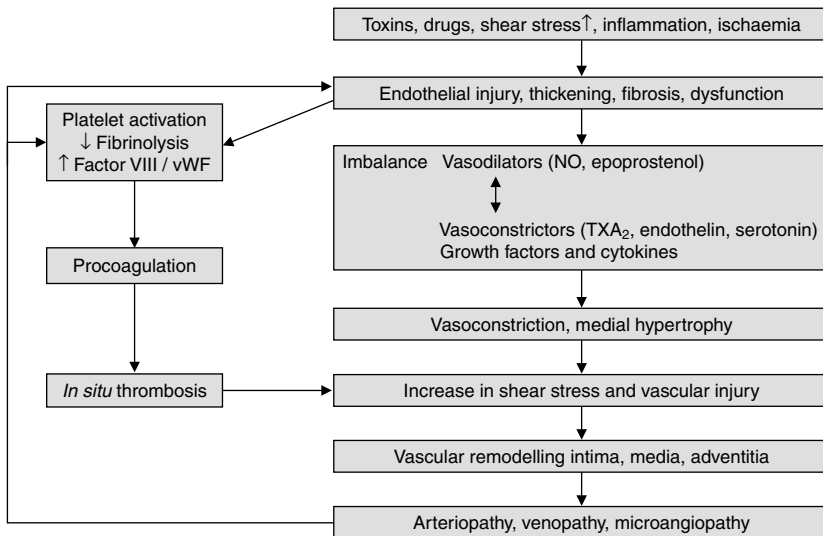 Toxins, drugs, shear stress↑, inflammation, ischaemia
Endothelial injury, thickening, fibrosis, dysfunction
Platelet activation
↓ Fibrinolysis
↑ Factor VIII / vWF
Imbalance Vasodilators (NO, epoprostenol)
Vasoconstrictors (TXA₂, endothelin, serotonin)
Growth factors and cytokines
Procoagulation
Vasoconstriction, medial hypertrophy
In situ thrombosis
Increase in shear stress and vascular injury
Vascular remodelling intima, media, adventitia
Arteriopathy, venopathy, microangiopathy